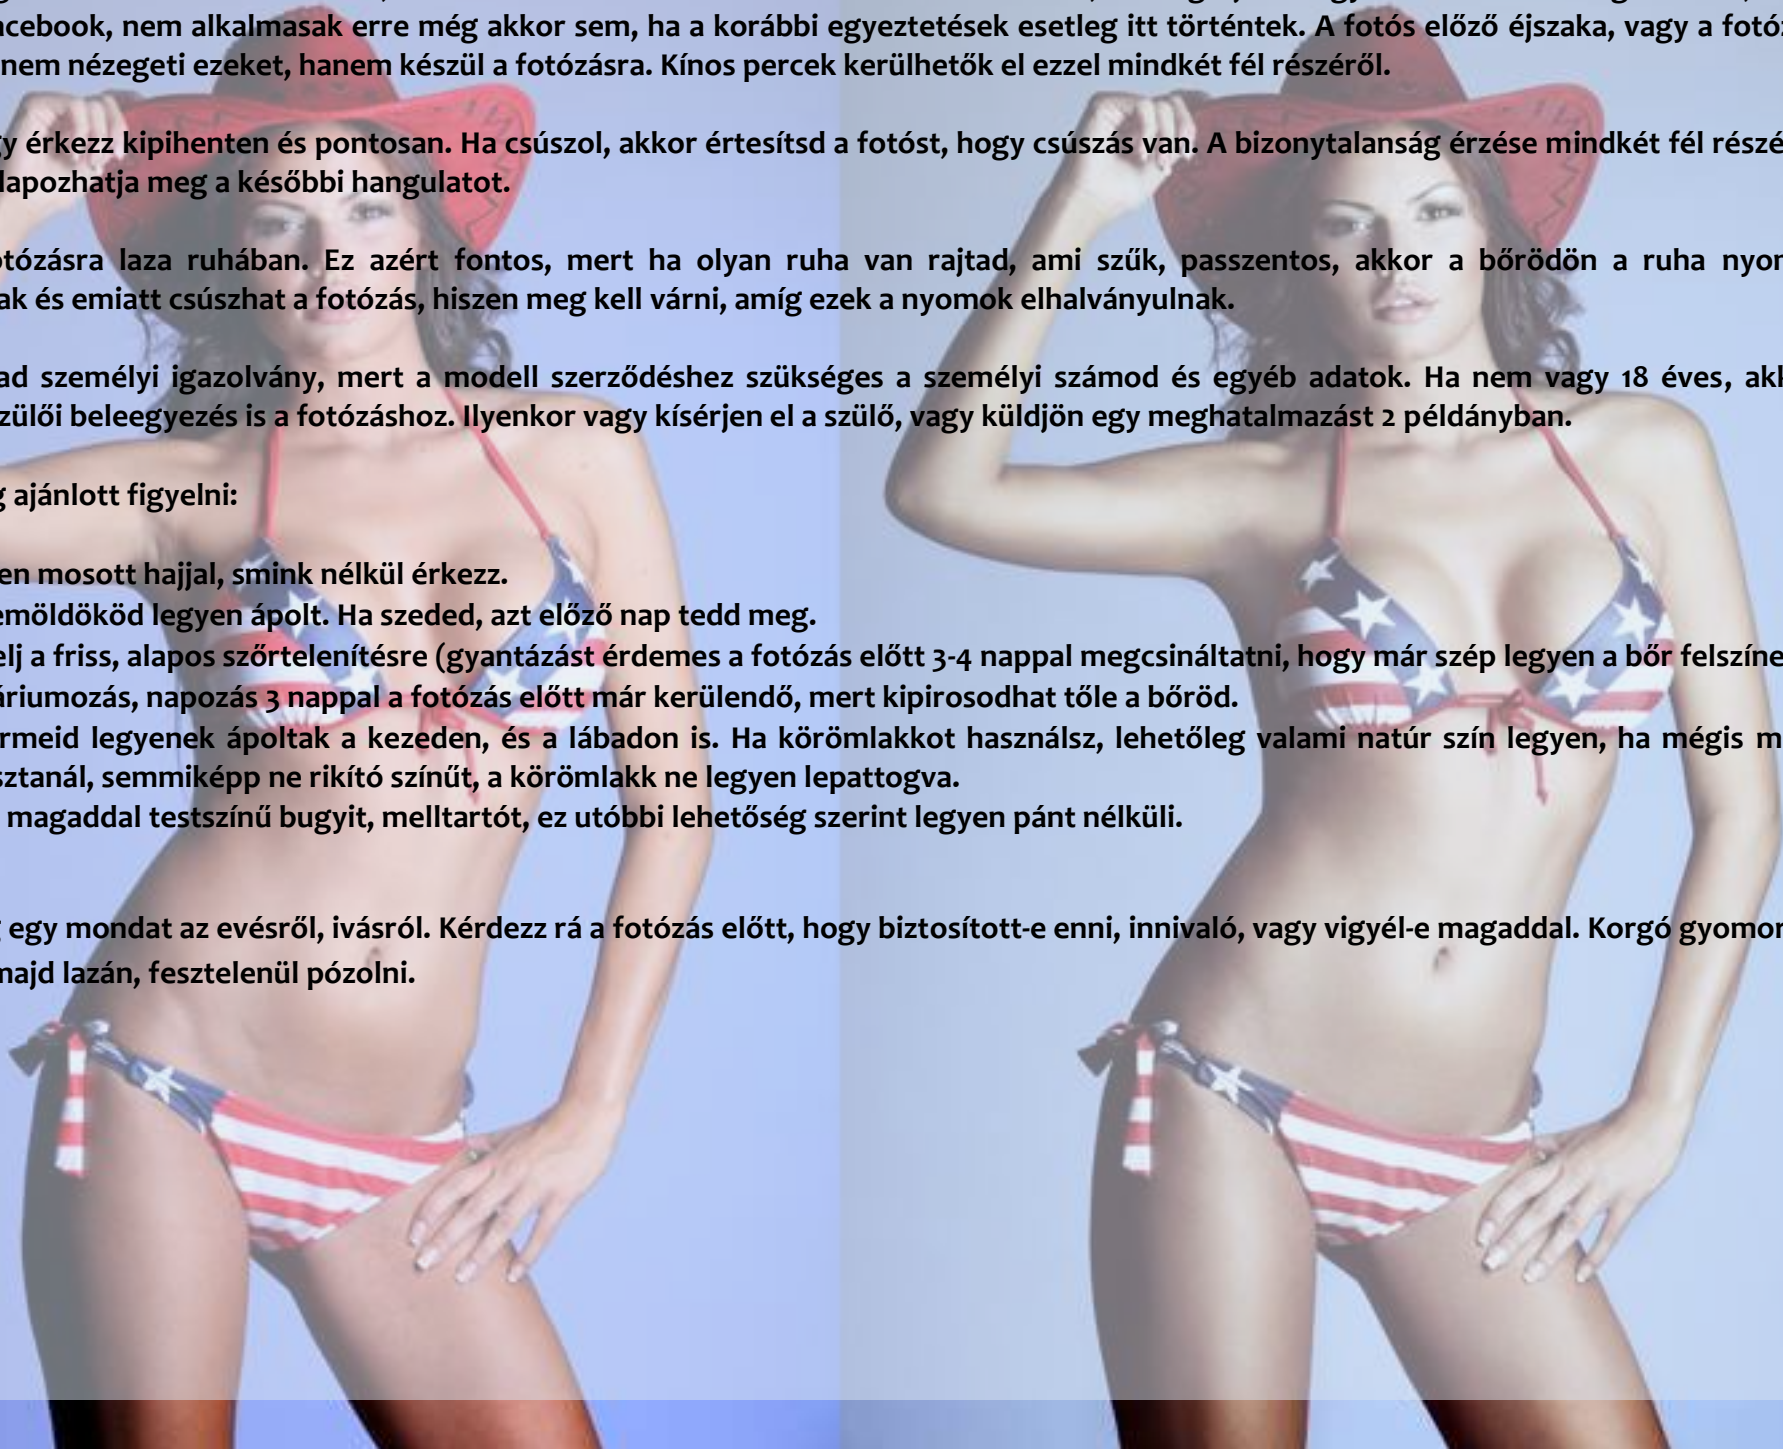 acebook, nem alkalmasak erre még akkor sem, ha a korábbi egyeztetések esetleg itt történtek. A fotós előző éjszaka, vagy a fotóz
nem nézegeti ezeket, hanem készül a fotózásra. Kínos percek kerülhetők el ezzel mindkét fél részéről.
gy érkezz kipihenten és pontosan. Ha csúszol, akkor értesítsd a fotóst, hogy csúszás van. A bizonytalanság érzése mindkét fél részé
lapozhatja meg a későbbi hangulatot.
otózásra laza ruhában. Ez azért fontos, mert ha olyan ruha van rajtad, ami szűk, passzentos, akkor a bőrödön a ruha nyom
ak és emiatt csúszhat a fotózás, hiszen meg kell várni, amíg ezek a nyomok elhalványulnak.
ad személyi igazolvány, mert a modell szerződéshez szükséges a személyi számod és egyéb adatok. Ha nem vagy 18 éves, akk
zülői beleegyezés is a fotózáshoz. Ilyenkor vagy kísérjen el a szülő, vagy küldjön egy meghatalmazást 2 példányban.
g ajánlott figyelni:
en mosott hajjal, smink nélkül érkezz.
emöldököd legyen ápolt. Ha szeded, azt előző nap tedd meg.
elj a friss, alapos szőrtelenítésre (gyantázást érdemes a fotózás előtt 3-4 nappal megcsináltatni, hogy már szép legyen a bőr felszíne
áriumozás, napozás 3 nappal a fotózás előtt már kerülendő, mert kipirosodhat tőle a bőröd.
rmeid legyenek ápoltak a kezeden, és a lábadon is. Ha körömlakkot használsz, lehetőleg valami natúr szín legyen, ha mégis m
sztanál, semmiképp ne rikító színűt, a körömlakk ne legyen lepattogva.
magaddal testszínű bugyit, melltartót, ez utóbbi lehetőség szerint legyen pánt nélküli.
g egy mondat az evésről, ivásról. Kérdezz rá a fotózás előtt, hogy biztosított-e enni, innivaló, vagy vigyél-e magaddal. Korgó gyomor
majd lazán, fesztelenül pózolni.